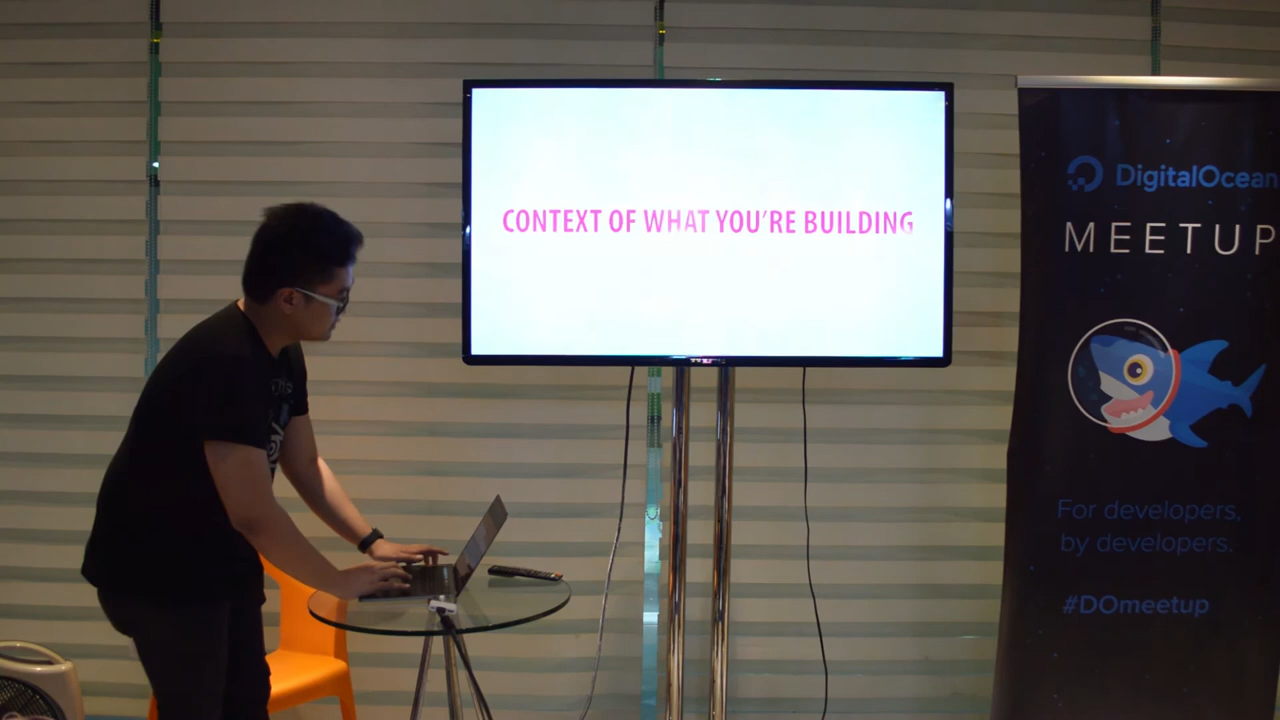 CONTEXT OF WHAT YOU'RE BUILDING
DigitalOcean
MEETUP
For developers,
by developers.
#DOmeetup